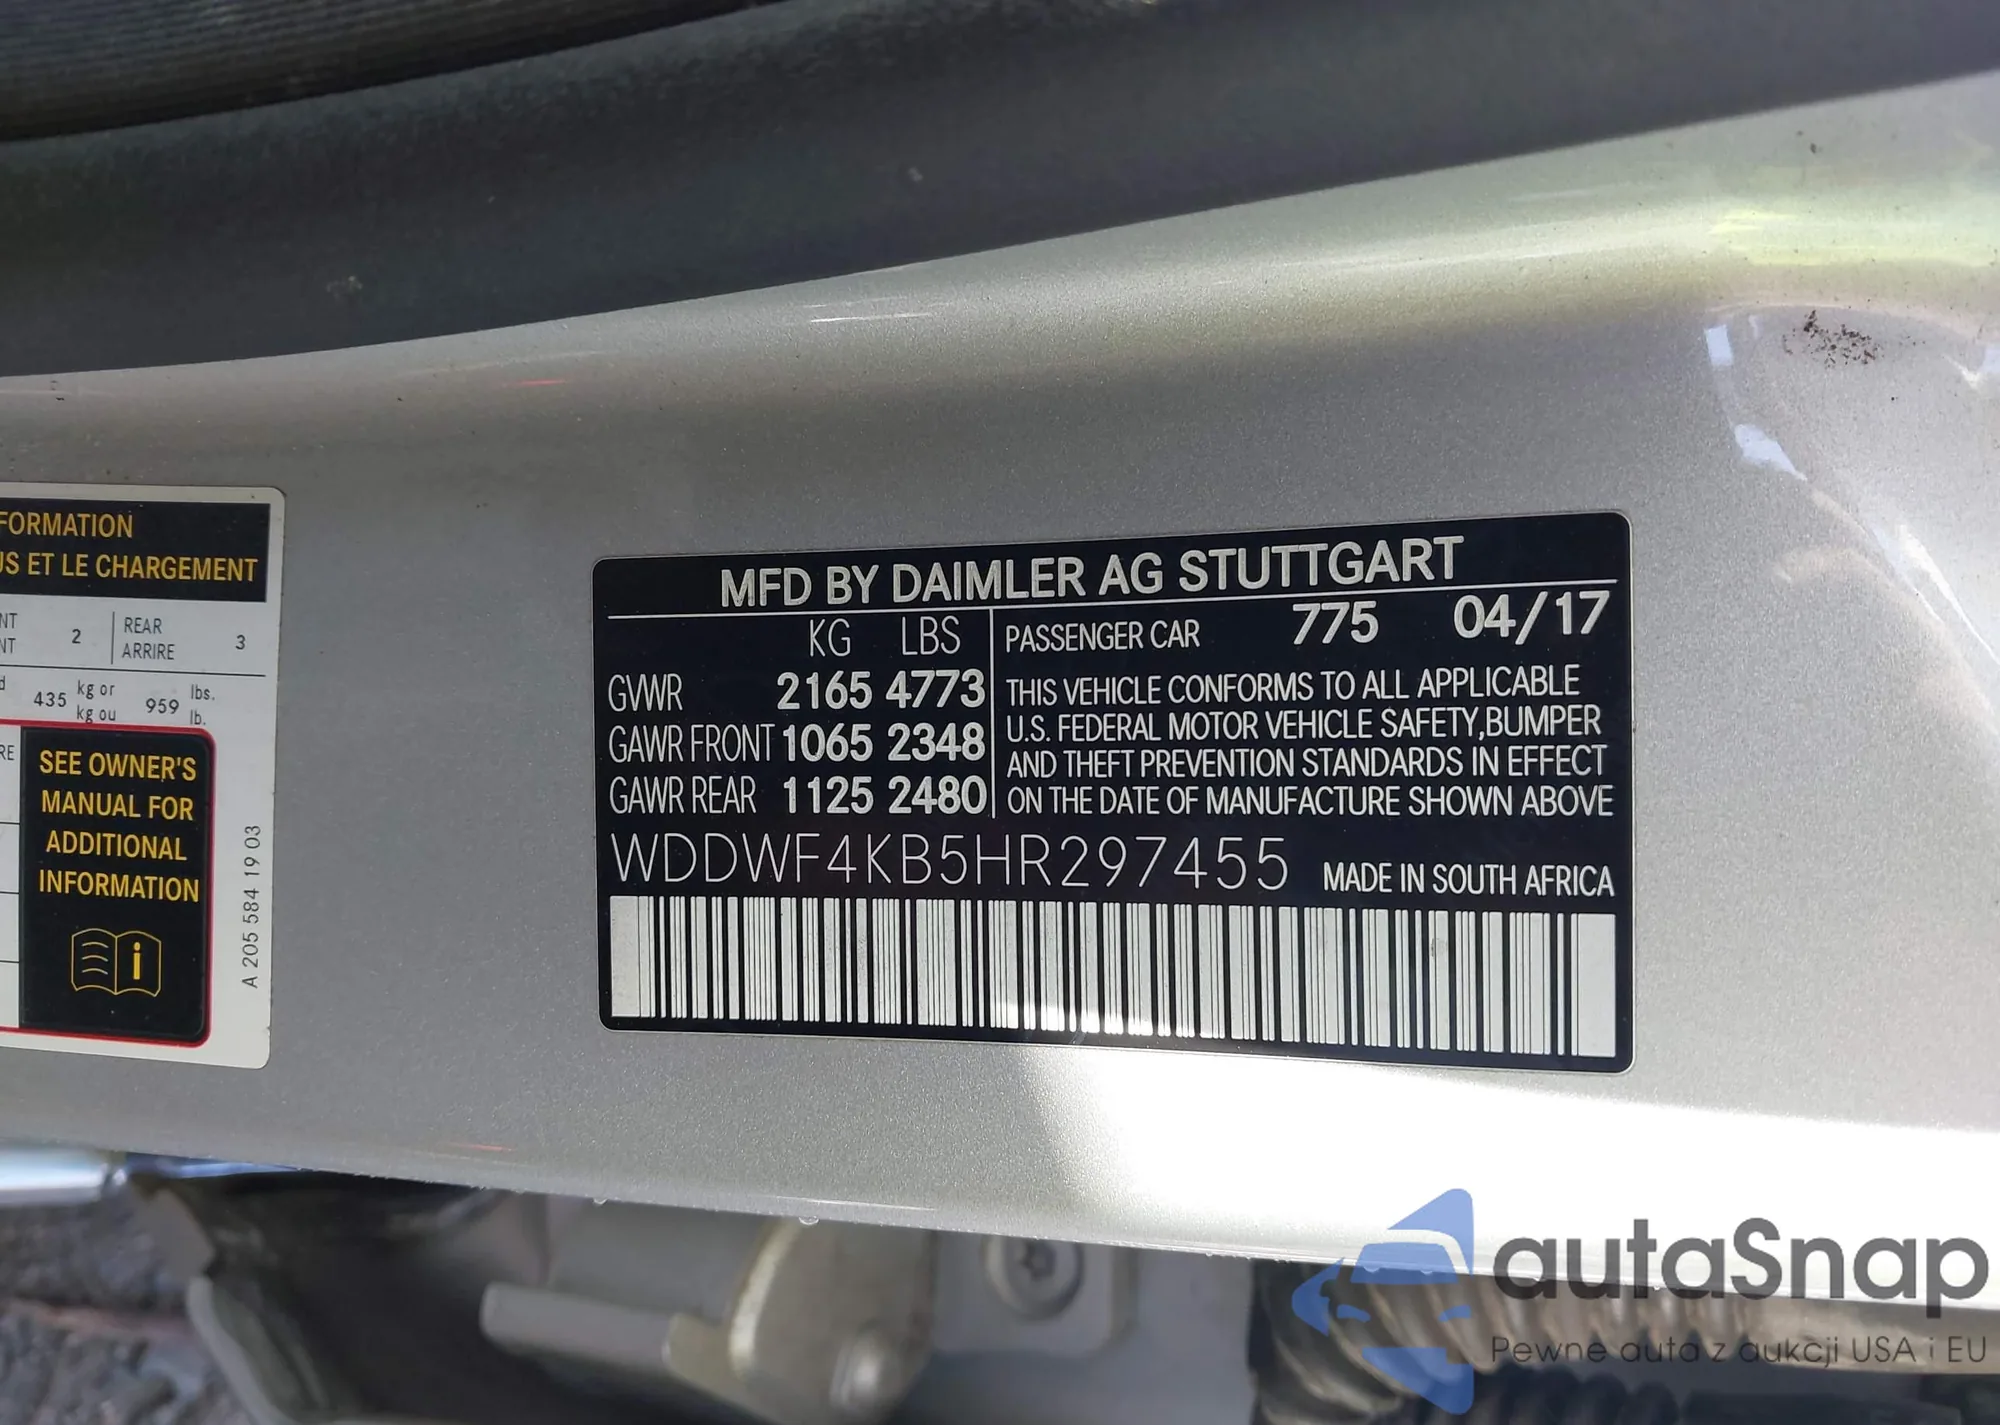 FORMATION
US ET LE CHARGEMENT
NT 2 REAR 3
NT ARRIRE
d 435 kg or 959 lbs.
kg ou lb.
RE
SEE OWNER'S
MANUAL FOR
ADDITIONAL
INFORMATION
i
A 205 584 19 03
MFD BY DAIMLER AG STUTTGART
KG LBS
GVWR 2165 4773
GAWR FRONT 1065 2348
GAWR REAR 1125 2480
PASSENGER CAR 775 04/17
THIS VEHICLE CONFORMS TO ALL APPLICABLE
U.S. FEDERAL MOTOR VEHICLE SAFETY,BUMPER
AND THEFT PREVENTION STANDARDS IN EFFECT
ON THE DATE OF MANUFACTURE SHOWN ABOVE
WDDWF4KB5HR297455 MADE IN SOUTH AFRICA
autaSnap
Pewne auta z aukcji USA i EU